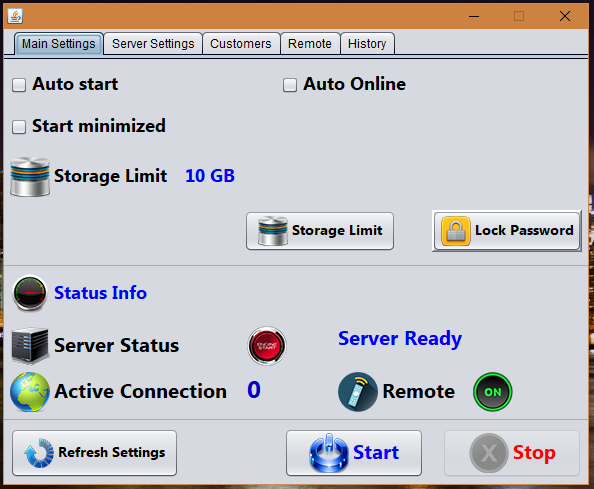 Main Settings Server Settings Customers Remote History
Auto start Auto Online
Start minimized
Storage Limit 10 GB
Storage Limit Lock Password
Status Info
Server Status ENGINE START Server Ready
Active Connection 0 Remote ON
Refresh Settings Start X Stop